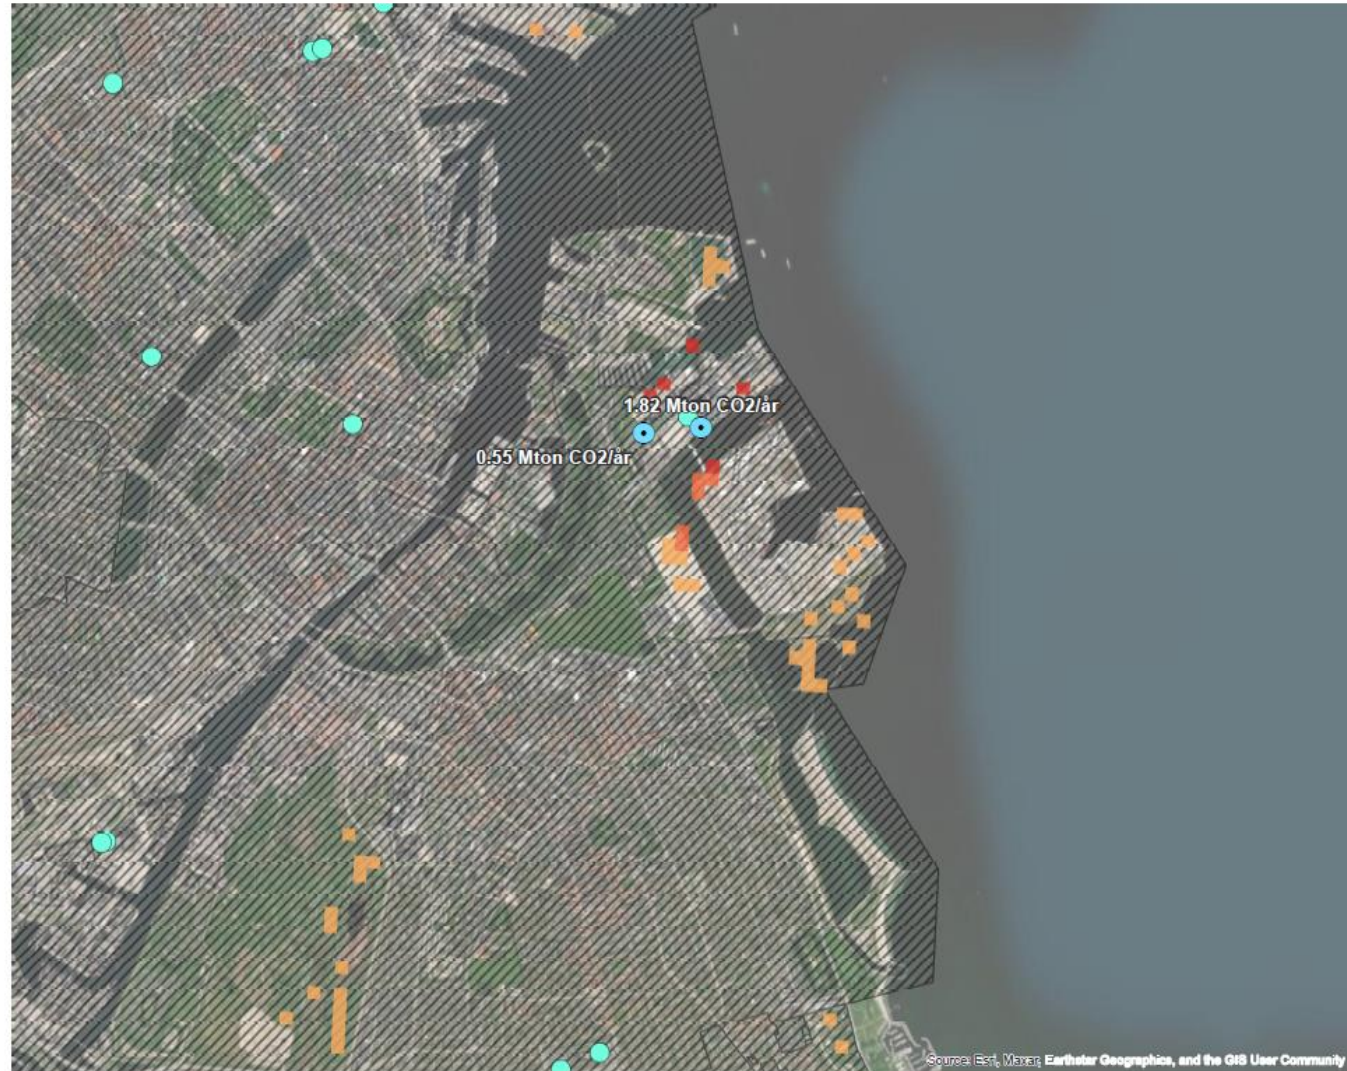 1.82 Mton CO2/år
0.55 Mton CO2/år
Source: Esri, Maxar, Earthstar Geographics, and the GIS User Community